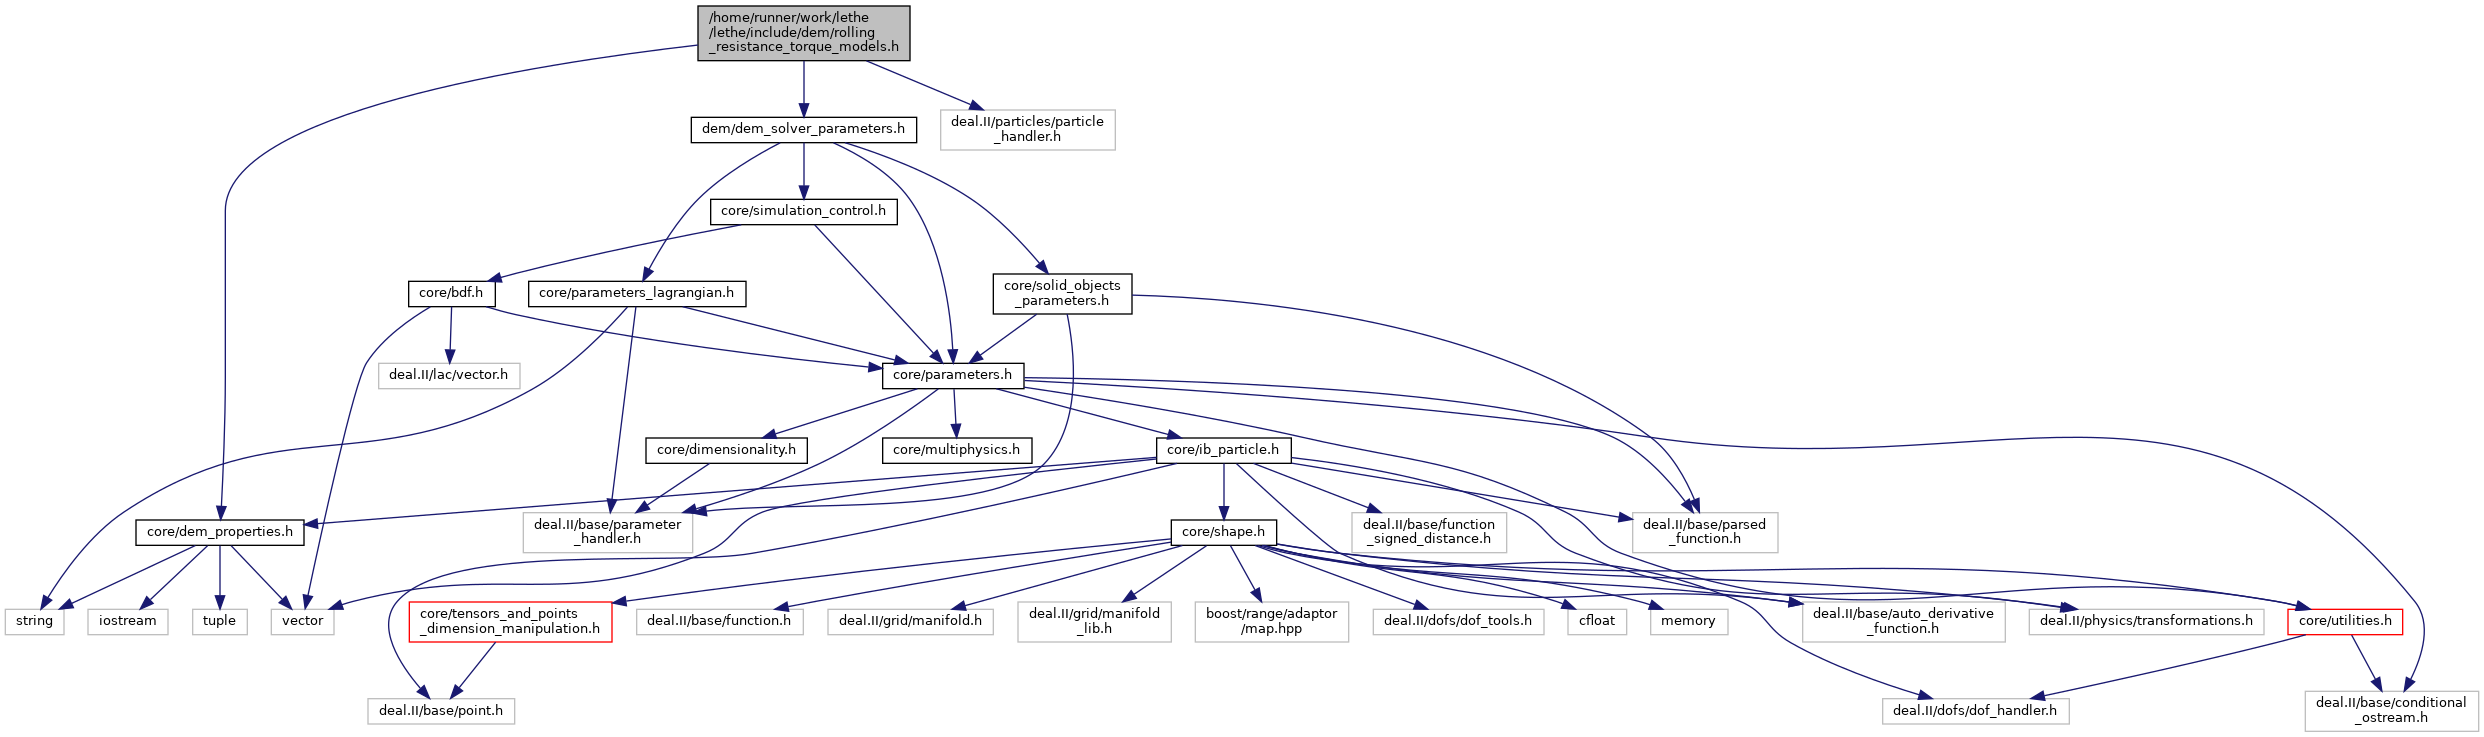 /home/runner/work/lethe
/lethe/include/dem/rolling
_resistance_torque_models.h
dem/dem_solver_parameters.h
deal.II/particles/particle
_handler.h
core/simulation_control.h
core/bdf.h
core/parameters_lagrangian.h
core/solid_objects
_parameters.h
deal.II/lac/vector.h
core/parameters.h
core/dimensionality.h
core/multiphysics.h
core/ib_particle.h
core/dem_properties.h
deal.II/base/parameter
_handler.h
core/shape.h
deal.II/base/function
_signed_distance.h
deal.II/base/parsed
_function.h
string
iostream
tuple
vector
core/tensors_and_points
_dimension_manipulation.h
deal.II/base/function.h
deal.II/grid/manifold.h
deal.II/grid/manifold
_lib.h
boost/range/adaptor
/map.hpp
deal.II/dofs/dof_tools.h
cfloat
memory
deal.II/base/auto_derivative
_function.h
deal.II/physics/transformations.h
core/utilities.h
deal.II/base/point.h
deal.II/dofs/dof_handler.h
deal.II/base/conditional
_ostream.h